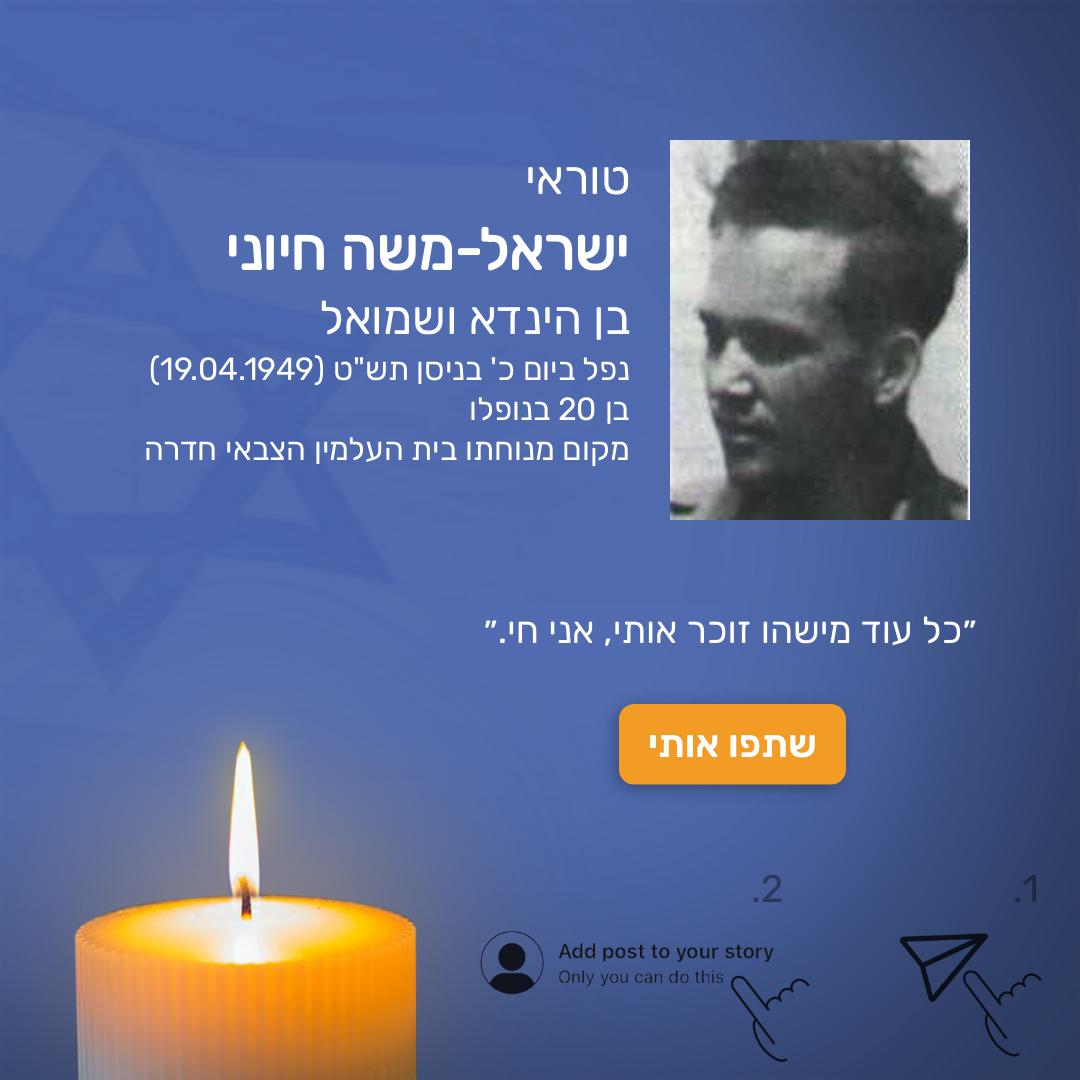 טוראי
ישראל-משה חיוני
בן הינדא ושמואל
נפל ביום כ' בניסן תש"ט (19.04.1949)
בן 20 בנופלו
מקום מנוחתו בית העלמין הצבאי חדרה
״כל עוד מישהו זוכר אותי, אני חי.״
שתפו אותי
1.
2.
Add post to your story
Only you can do this